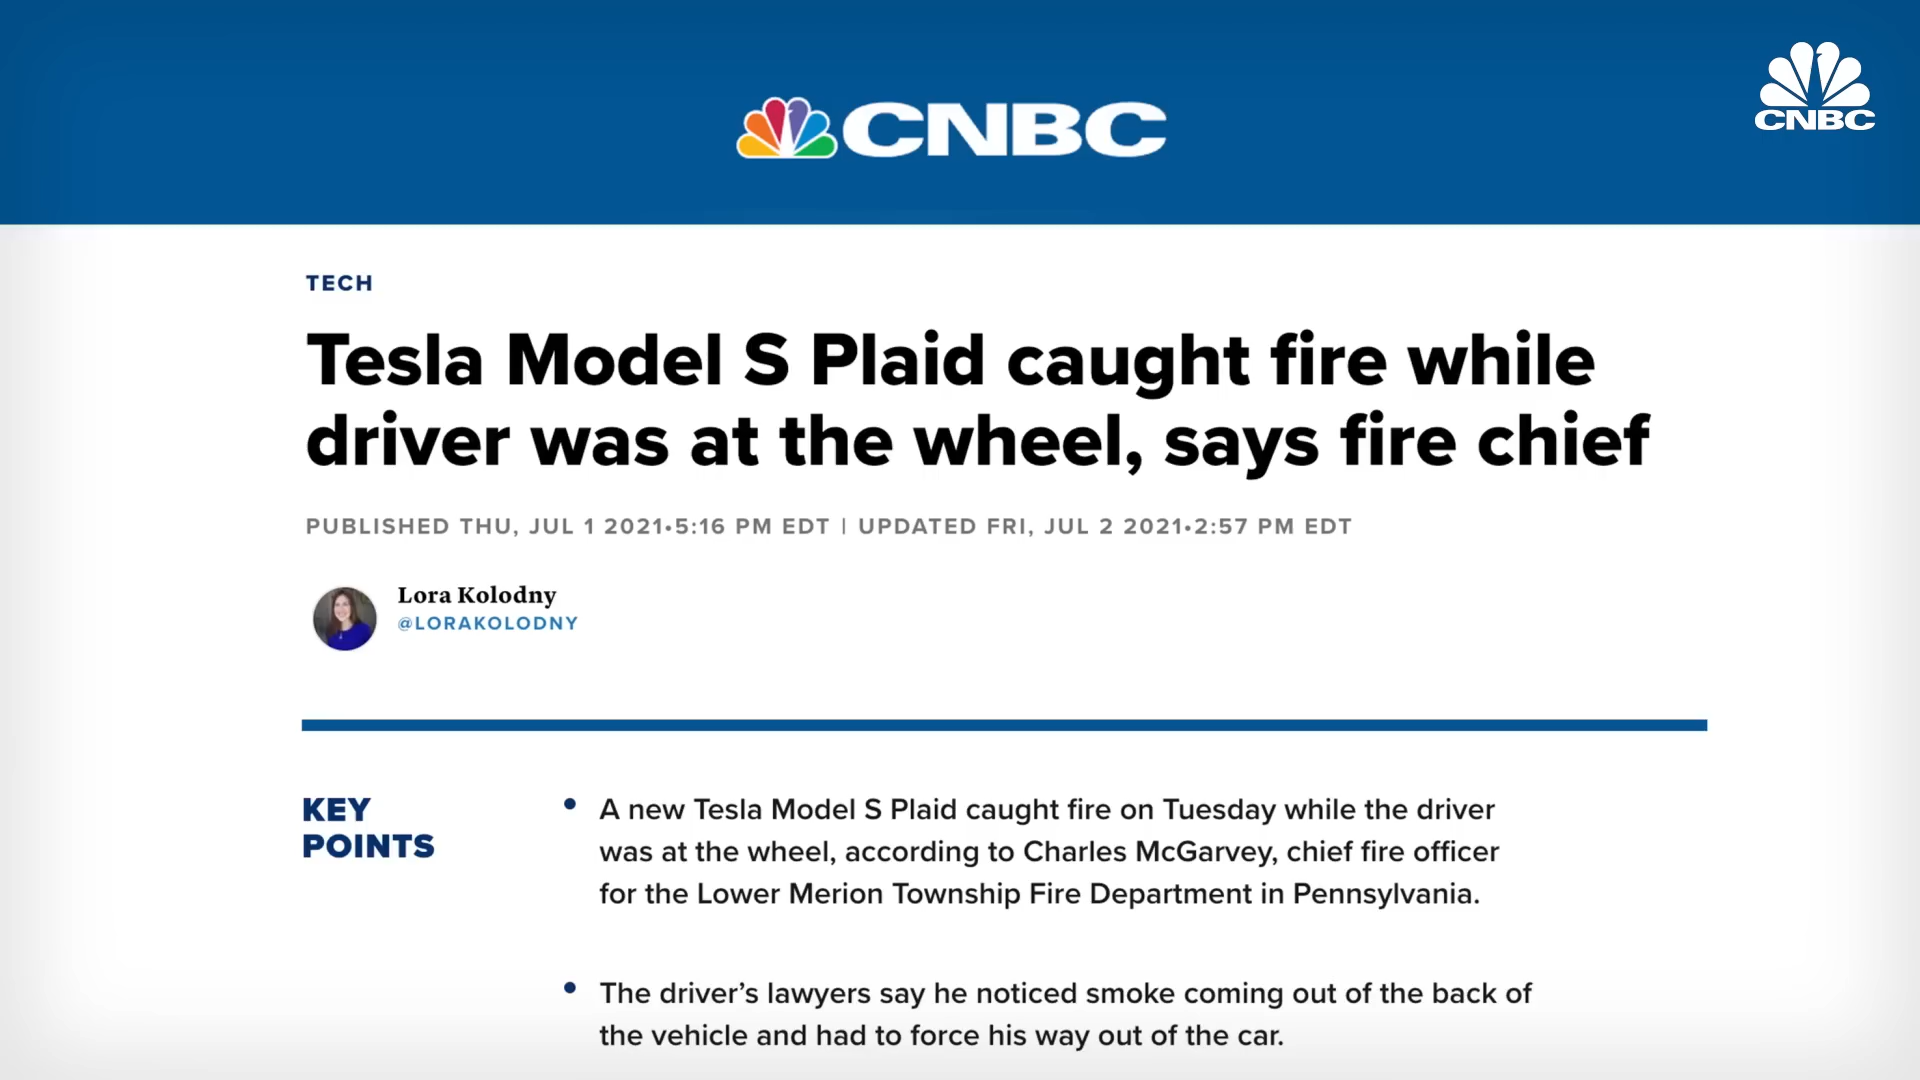 CNBC
CNBC
TECH
Tesla Model S Plaid caught fire while
driver was at the wheel, says fire chief
PUBLISHED THU, JUL 1 2021•5:16 PM EDT | UPDATED FRI, JUL 2 2021•2:57 PM EDT
Lora Kolodny
@LORAKOLODNY
KEY
POINTS
• A new Tesla Model S Plaid caught fire on Tuesday while the driver
was at the wheel, according to Charles McGarvey, chief fire officer
for the Lower Merion Township Fire Department in Pennsylvania.
• The driver’s lawyers say he noticed smoke coming out of the back of
the vehicle and had to force his way out of the car.